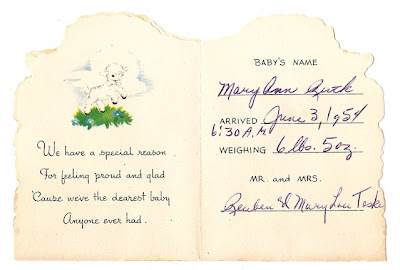 We have a special reason
For feeling proud and glad
'Cause we've the dearest baby
Anyone ever had.
BABY'S NAME
Mary Ann Ruth
ARRIVED June 3, 1954
6:30 A.M
WEIGHING 6 lbs. 5 oz.
MR. and MRS.
Reuben & Mary Lou Teske